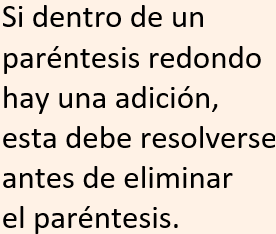 Si dentro de un
paréntesis redondo
hay una adición,
esta debe resolverse
antes de eliminar
el paréntesis.